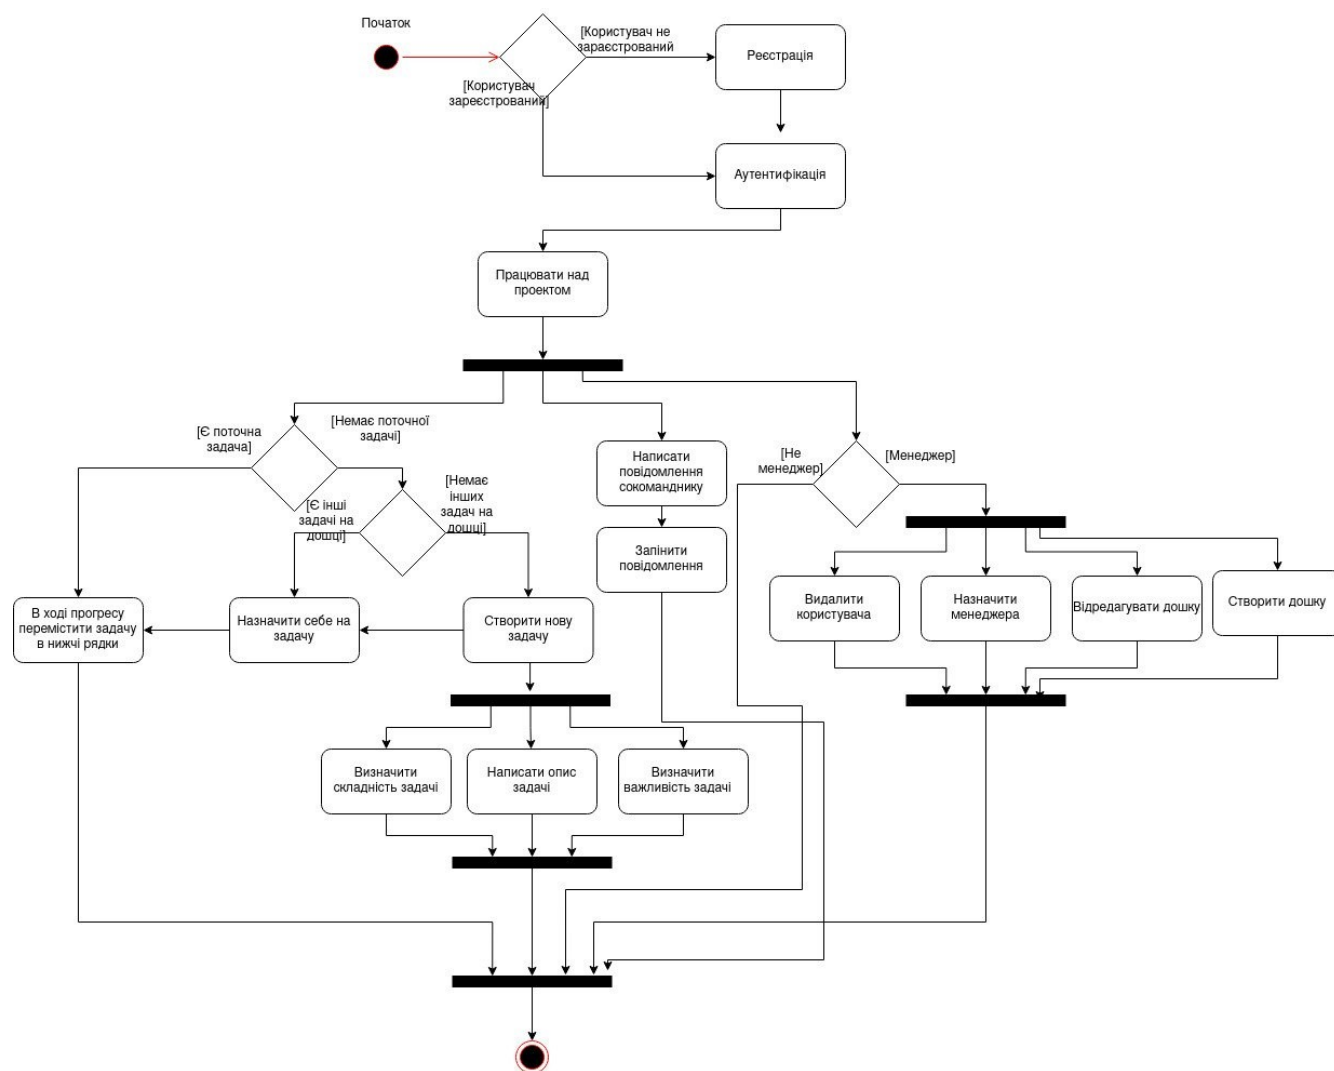 Початок
[Користувач не
зараєстрований
Реєстрація
[Користувач
зареєстрований]
Аутентифікація
Працювати над
проектом
[Є поточна
задача]
[Немає поточної
задачі]
[Немає
інших
задач на
дошці]
[Є інші
задачі на
дошці]
Написати
повідомлення
сокоманднику
[Не
менеджер]
[Менеджер]
Запінити
повідомлення
В ході прогресу
перемістити задачу
в нижчі рядки
Назначити себе на
задачу
Створити нову
задачу
Видалити
користувача
Назначити
менеджера
Відредагувати дошку
Створити дошку
Визначити
складність задачі
Написати опис
задачі
Визначити
важливість задачі